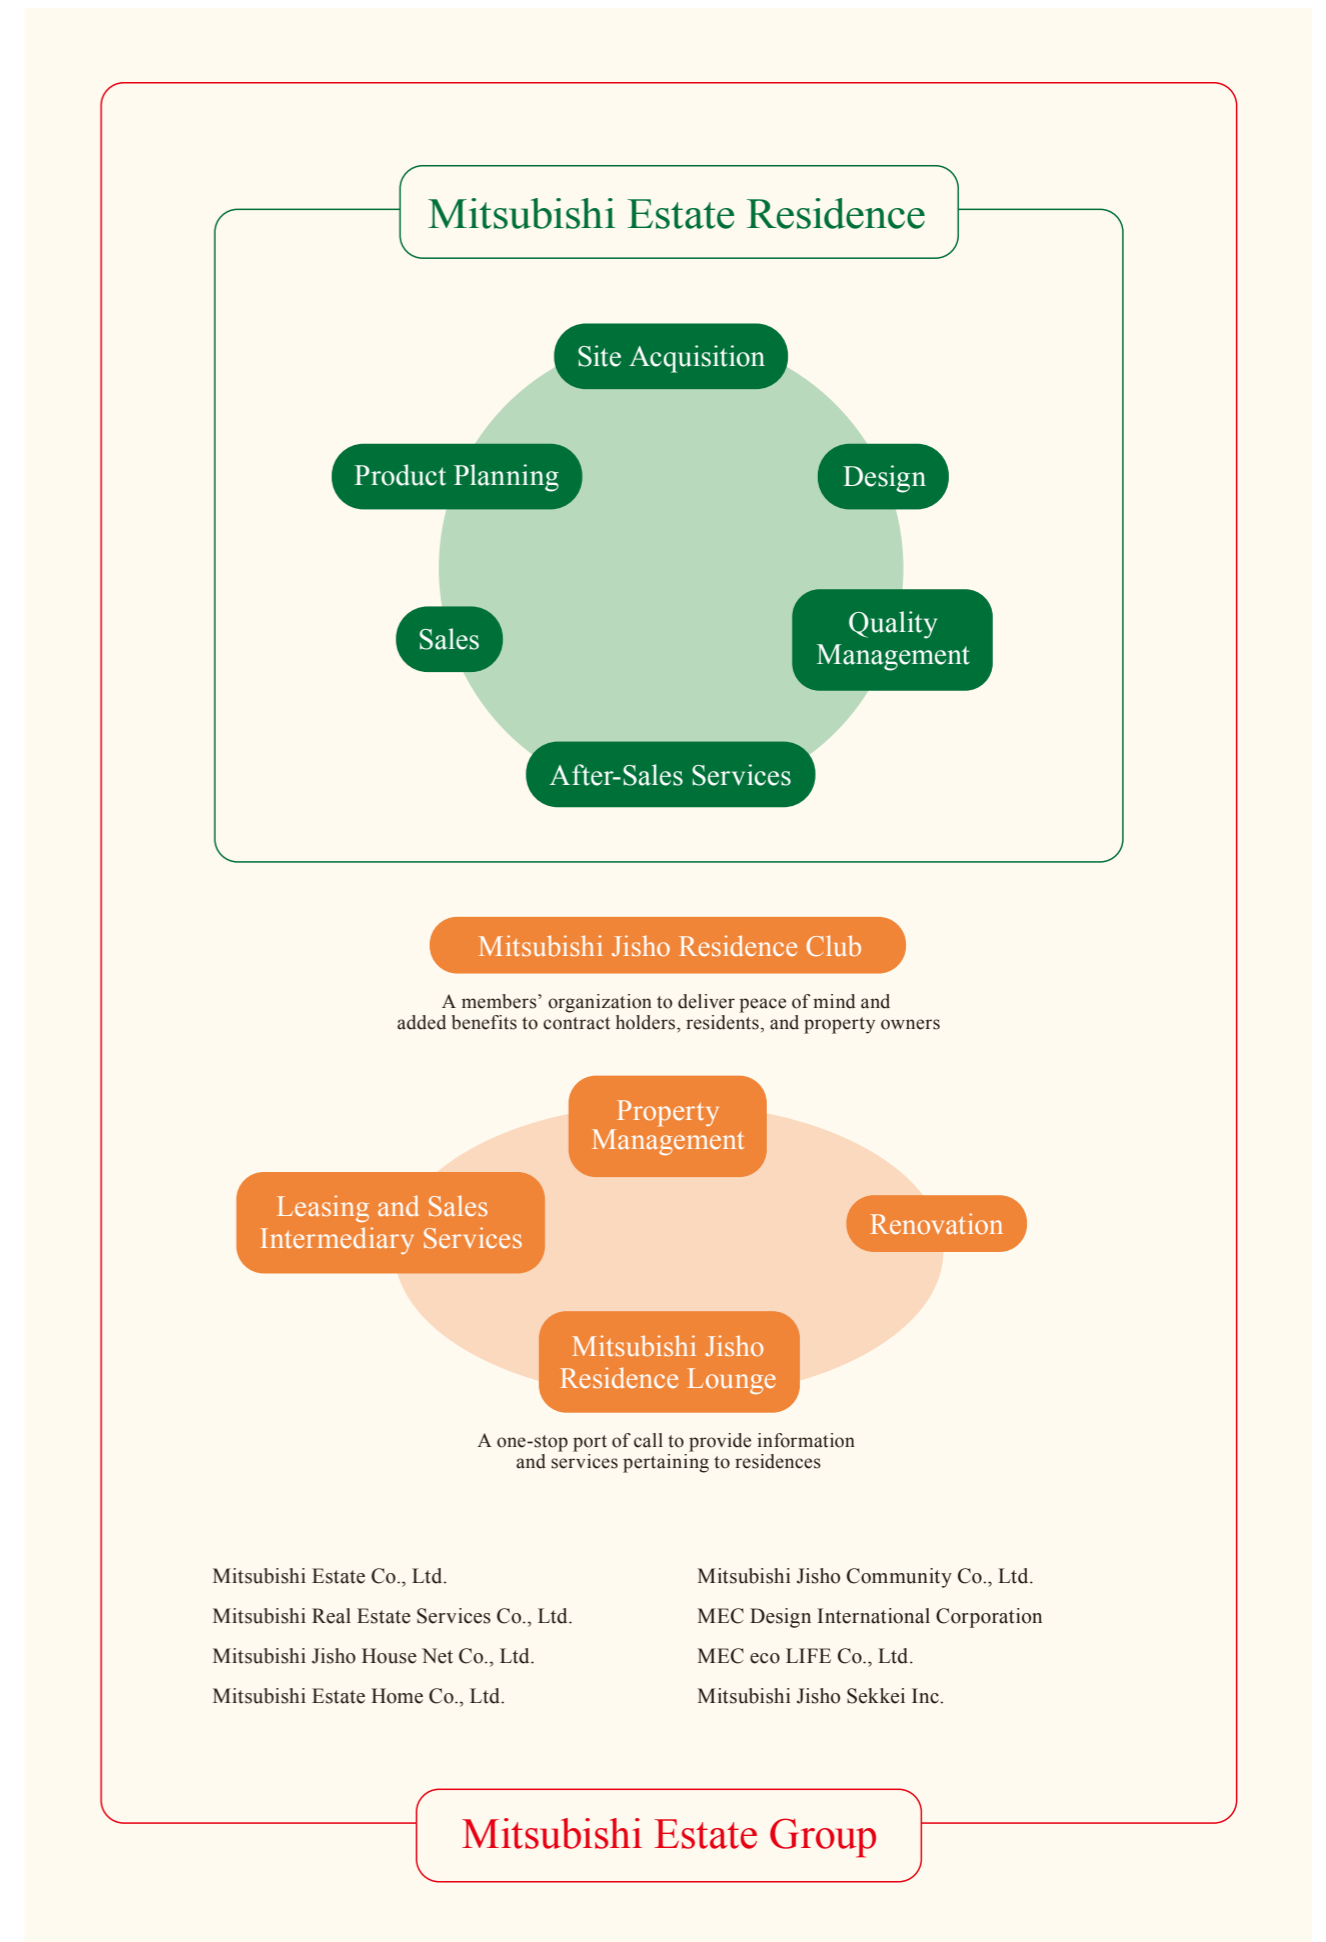 Mitsubishi Estate Residence
Site Acquisition
Product Planning
Design
Sales
Quality
Management
After-Sales Services
Mitsubishi Jisho Residence Club
A members’ organization to deliver peace of mind and
added benefits to contract holders, residents, and property owners
Property
Management
Leasing and Sales
Intermediary Services
Renovation
Mitsubishi Jisho
Residence Lounge
A one-stop port of call to provide information
and services pertaining to residences
Mitsubishi Estate Co., Ltd.
Mitsubishi Real Estate Services Co., Ltd.
Mitsubishi Jisho House Net Co., Ltd.
Mitsubishi Estate Home Co., Ltd.
Mitsubishi Jisho Community Co., Ltd.
MEC Design International Corporation
MEC eco LIFE Co., Ltd.
Mitsubishi Jisho Sekkei Inc.
Mitsubishi Estate Group